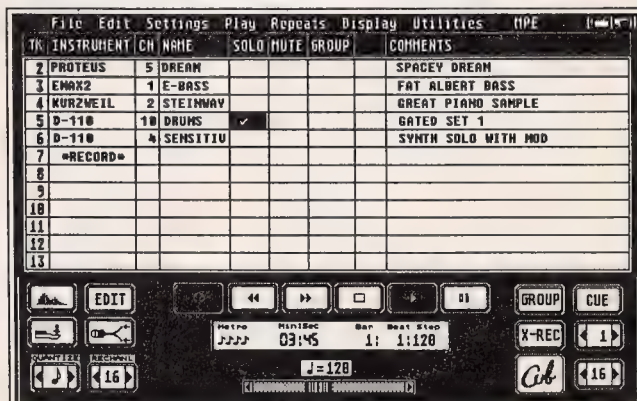 File Edit Settings Play Repeats Display Utilities MPE
TK INSTRUMENT CH NAME SOLO MUTE GROUP COMMENTS
2 PROTEUS 5 DREAM SPACEY DREAM
3 EMAX2 1 E-BASS FAT ALBERT BASS
4 KURZWEIL 2 STEINWAY GREAT PIANO SAMPLE
5 D-110 10 DRUMS ✓ GATED SET 1
6 D-110 4 SENSITIV SYNTH SOLO WITH MOD
7 *RECORD*
8
9
10
11
12
13
EDIT GROUP CUE
Metro Min:Sec Bar Beat Step
03:45 1: 1:128
X-REC 1
QUANTIZE RECHANL
16
♩=120
16